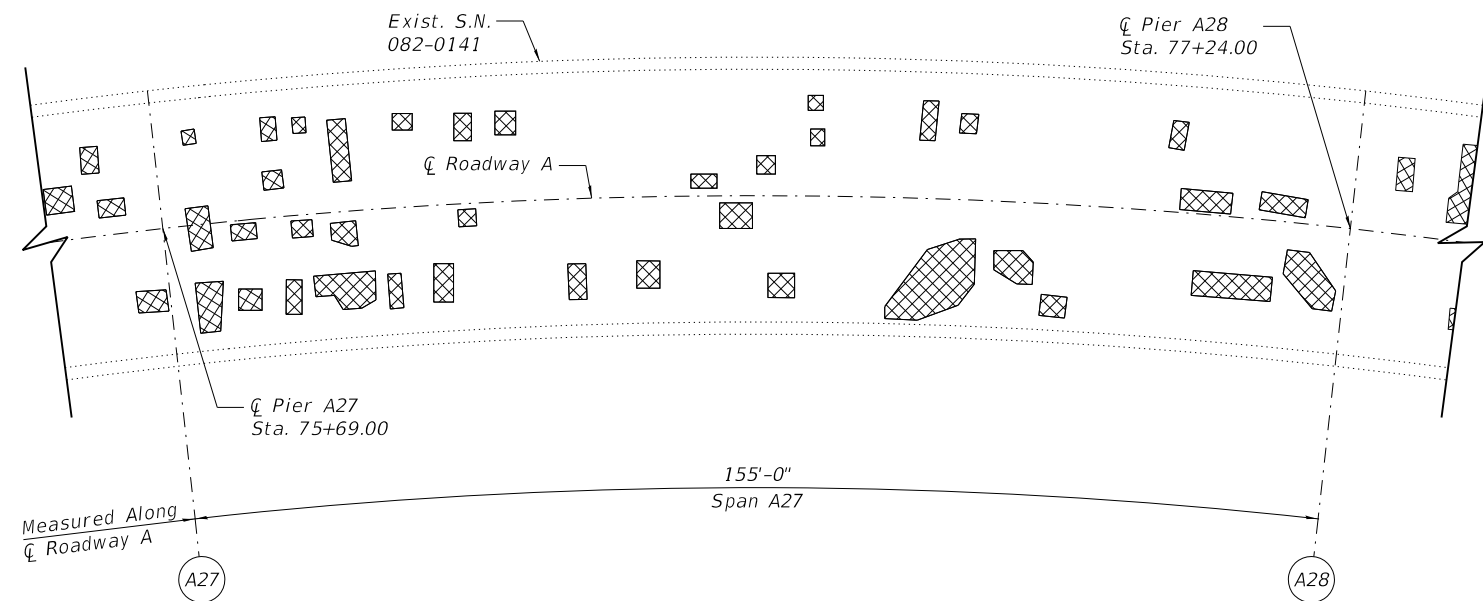 Exist. S.N.
082-0141
℄ Pier A28
Sta. 77+24.00
℄ Roadway A
℄ Pier A27
Sta. 75+69.00
155'-0"
Span A27
Measured Along
℄ Roadway A
A27
A28